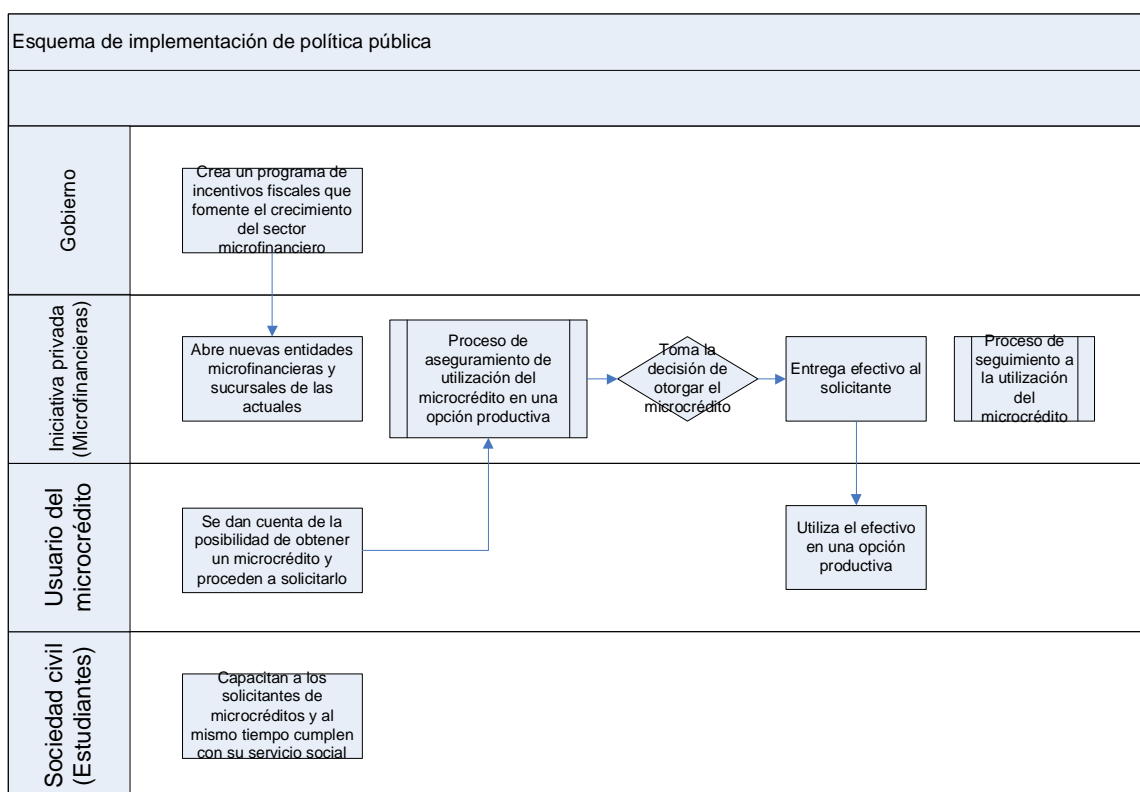 Esquema de implementación de política pública
Gobierno
Crea un programa de
incentivos fiscales que
fomente el crecimiento
del sector
microfinanciero
Iniciativa privada
(Microfinancieras)
Abre nuevas entidades
microfinancieras y
sucursales de las
actuales
Proceso de
aseguramiento de
utilización del
microcrédito en una
opción productiva
Toma la
decisión de
otorgar el
microcrédito
Entrega efectivo al
solicitante
Proceso de
seguimiento a
la utilización
del
microcrédito
Usuario del
microcrédito
Se dan cuenta de la
posibilidad de obtener
un microcrédito y
proceden a solicitarlo
Utiliza el efectivo
en una opción
productiva
Sociedad civil
(Estudiantes)
Capacitan a los
solicitantes de
microcréditos y al
mismo tiempo cumplen
con su servicio social